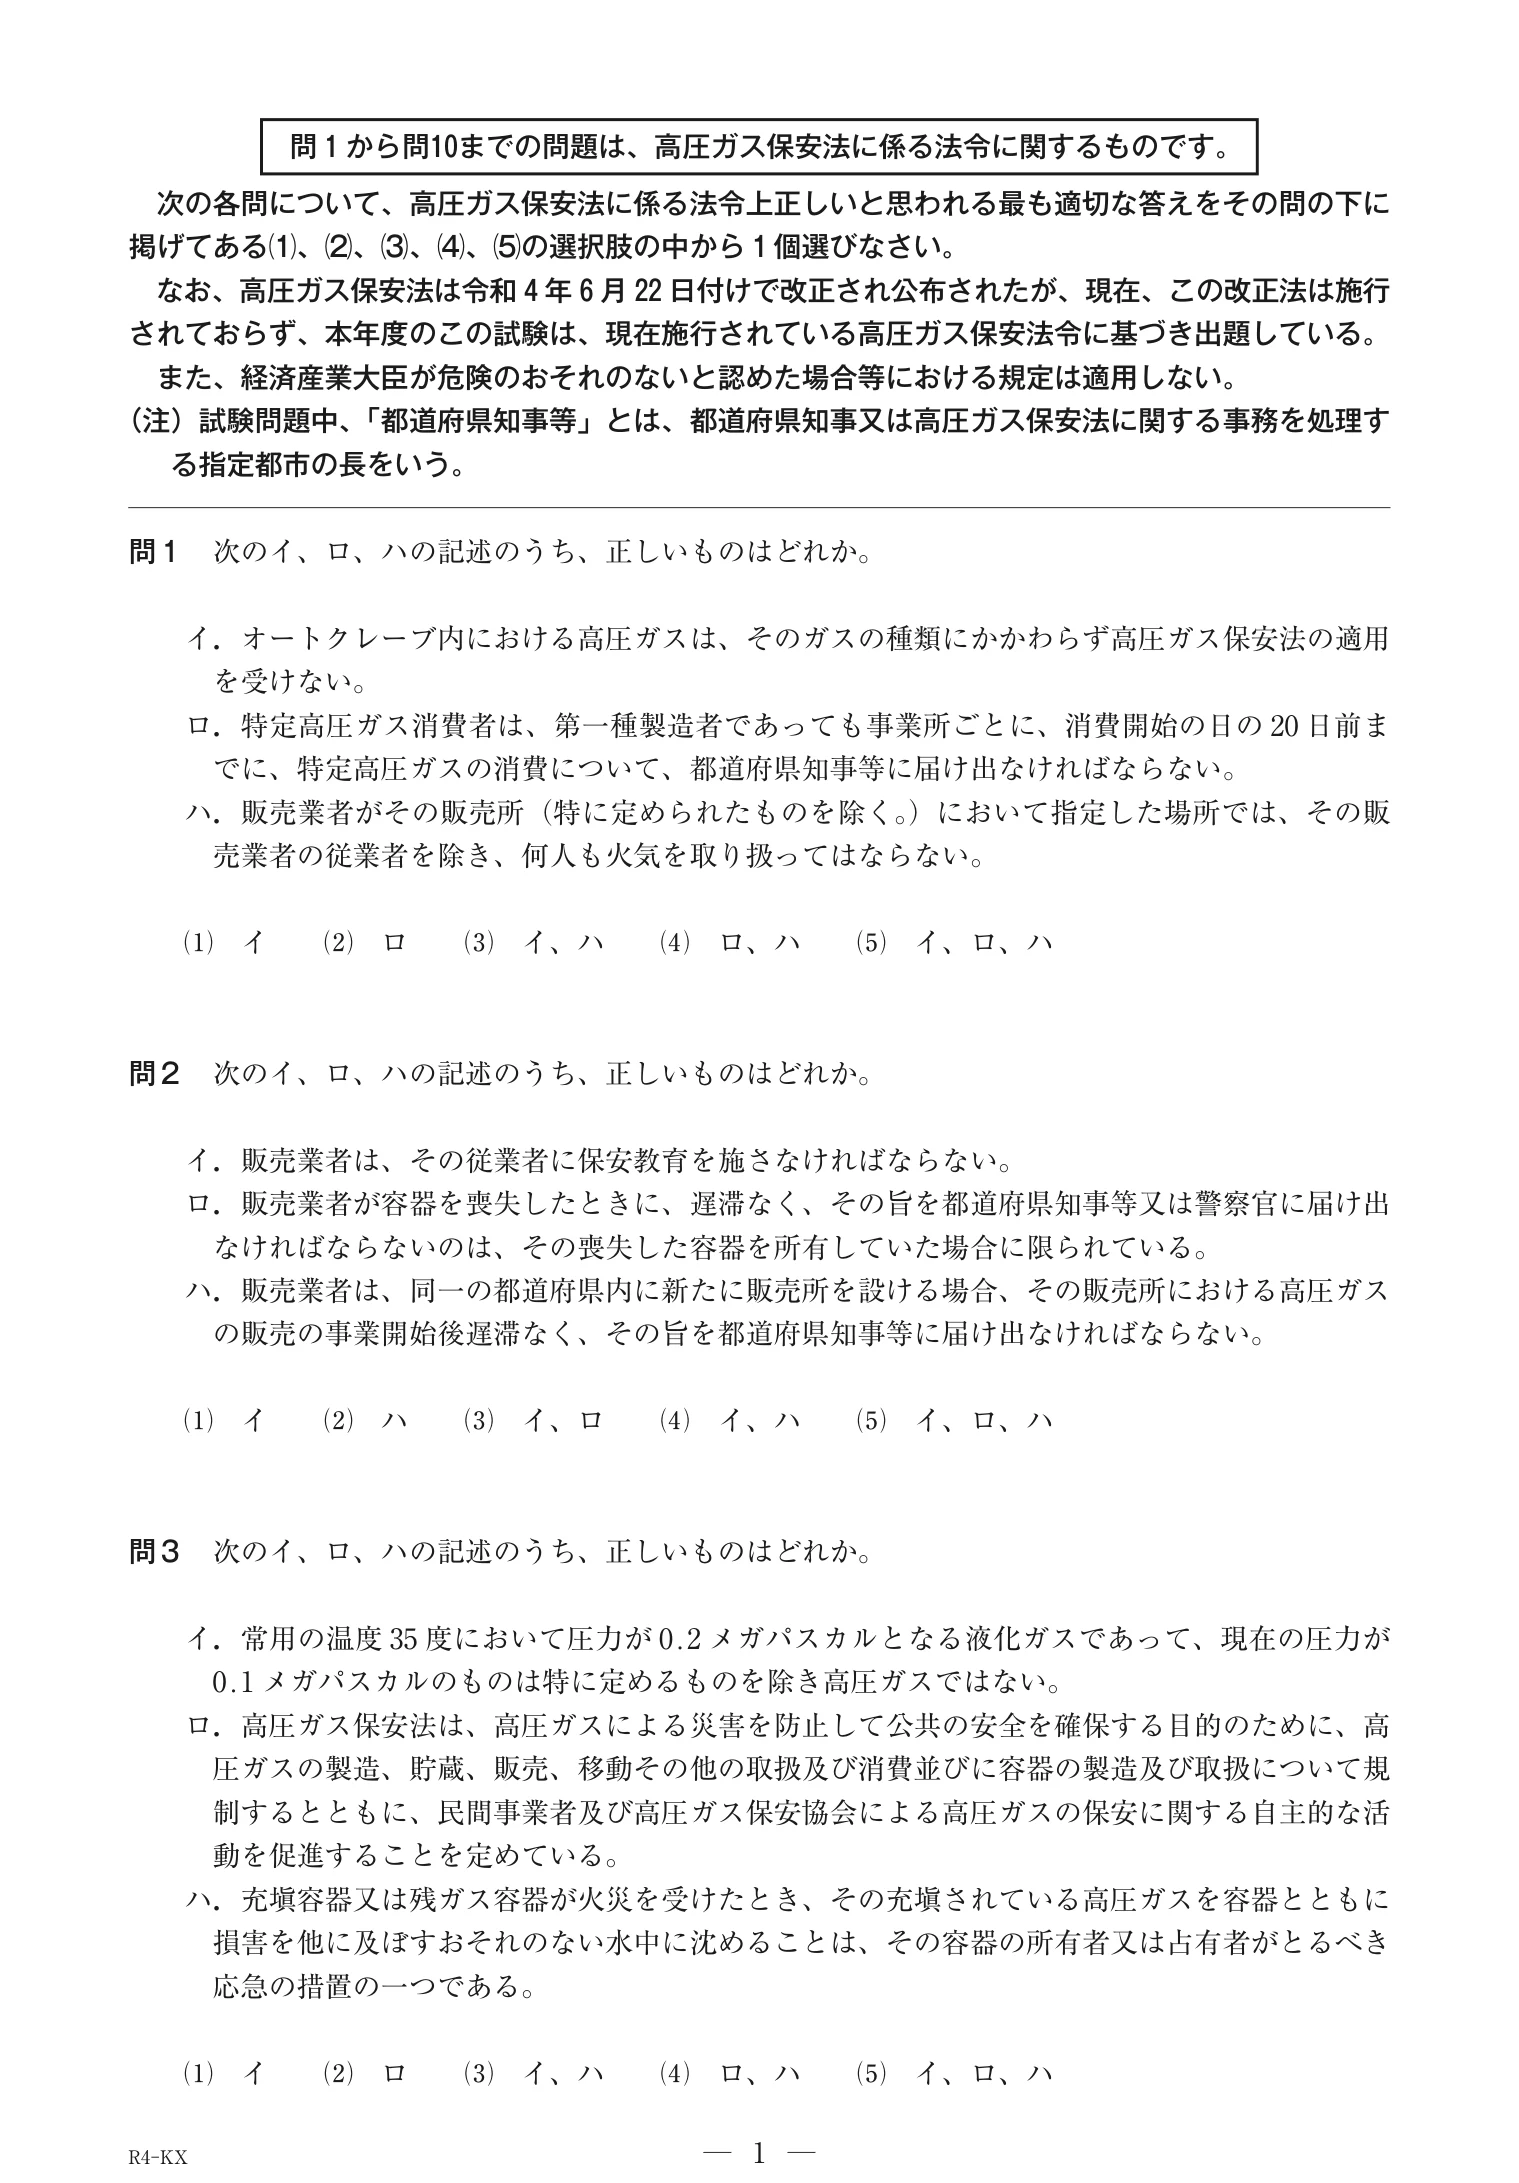 問1から問10までの問題は、高圧ガス保安法に係る法令に関するものです。
次の各問について、高圧ガス保安法に係る法令上正しいと思われる最も適切な答えをその問の下に
掲げてある⑴、⑵、⑶、⑷、⑸の選択肢の中から1個選びなさい。
なお、高圧ガス保安法は令和4年6月22日付けで改正され公布されたが、現在、この改正法は施行
されておらず、本年度のこの試験は、現在施行されている高圧ガス保安法令に基づき出題している。
また、経済産業大臣が危険のおそれのないと認めた場合等における規定は適用しない。
（注）試験問題中、「都道府県知事等」とは、都道府県知事又は高圧ガス保安法に関する事務を処理す
る指定都市の長をいう。
問1　次のイ、ロ、ハの記述のうち、正しいものはどれか。
イ．オートクレーブ内における高圧ガスは、そのガスの種類にかかわらず高圧ガス保安法の適用
を受けない。
ロ．特定高圧ガス消費者は、第一種製造者であっても事業所ごとに、消費開始の日の20日前ま
でに、特定高圧ガスの消費について、都道府県知事等に届け出なければならない。
ハ．販売業者がその販売所（特に定められたものを除く。）において指定した場所では、その販
売業者の従業者を除き、何人も火気を取り扱ってはならない。
⑴　イ　　⑵　ロ　　⑶　イ、ハ　　⑷　ロ、ハ　　⑸　イ、ロ、ハ
問2　次のイ、ロ、ハの記述のうち、正しいものはどれか。
イ．販売業者は、その従業者に保安教育を施さなければならない。
ロ．販売業者が容器を喪失したときに、遅滞なく、その旨を都道府県知事等又は警察官に届け出
なければならないのは、その喪失した容器を所有していた場合に限られている。
ハ．販売業者は、同一の都道府県内に新たに販売所を設ける場合、その販売所における高圧ガス
の販売の事業開始後遅滞なく、その旨を都道府県知事等に届け出なければならない。
⑴　イ　　⑵　ハ　　⑶　イ、ロ　　⑷　イ、ハ　　⑸　イ、ロ、ハ
問3　次のイ、ロ、ハの記述のうち、正しいものはどれか。
イ．常用の温度35度において圧力が0.2メガパスカルとなる液化ガスであって、現在の圧力が
0.1メガパスカルのものは特に定めるものを除き高圧ガスではない。
ロ．高圧ガス保安法は、高圧ガスによる災害を防止して公共の安全を確保する目的のために、高
圧ガスの製造、貯蔵、販売、移動その他の取扱及び消費並びに容器の製造及び取扱について規
制するとともに、民間事業者及び高圧ガス保安協会による高圧ガスの保安に関する自主的な活
動を促進することを定めている。
ハ．充塡容器又は残ガス容器が火災を受けたとき、その充塡されている高圧ガスを容器とともに
損害を他に及ぼすおそれのない水中に沈めることは、その容器の所有者又は占有者がとるべき
応急の措置の一つである。
⑴　イ　　⑵　ロ　　⑶　イ、ハ　　⑷　ロ、ハ　　⑸　イ、ロ、ハ
R4-KX
— 1 —